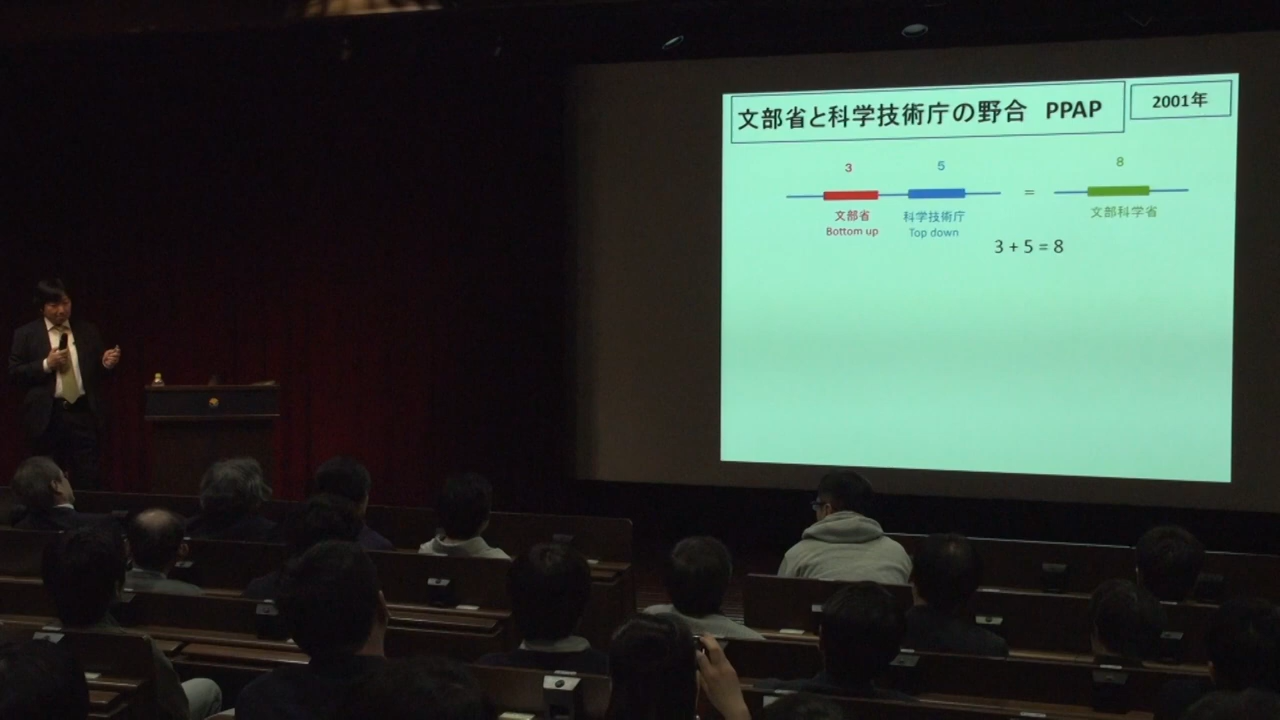 文部省と科学技術庁の野合 PPAP
2001年
3
5
8
=
文部省
科学技術庁
文部科学省
Bottom up
Top down
3 + 5 = 8